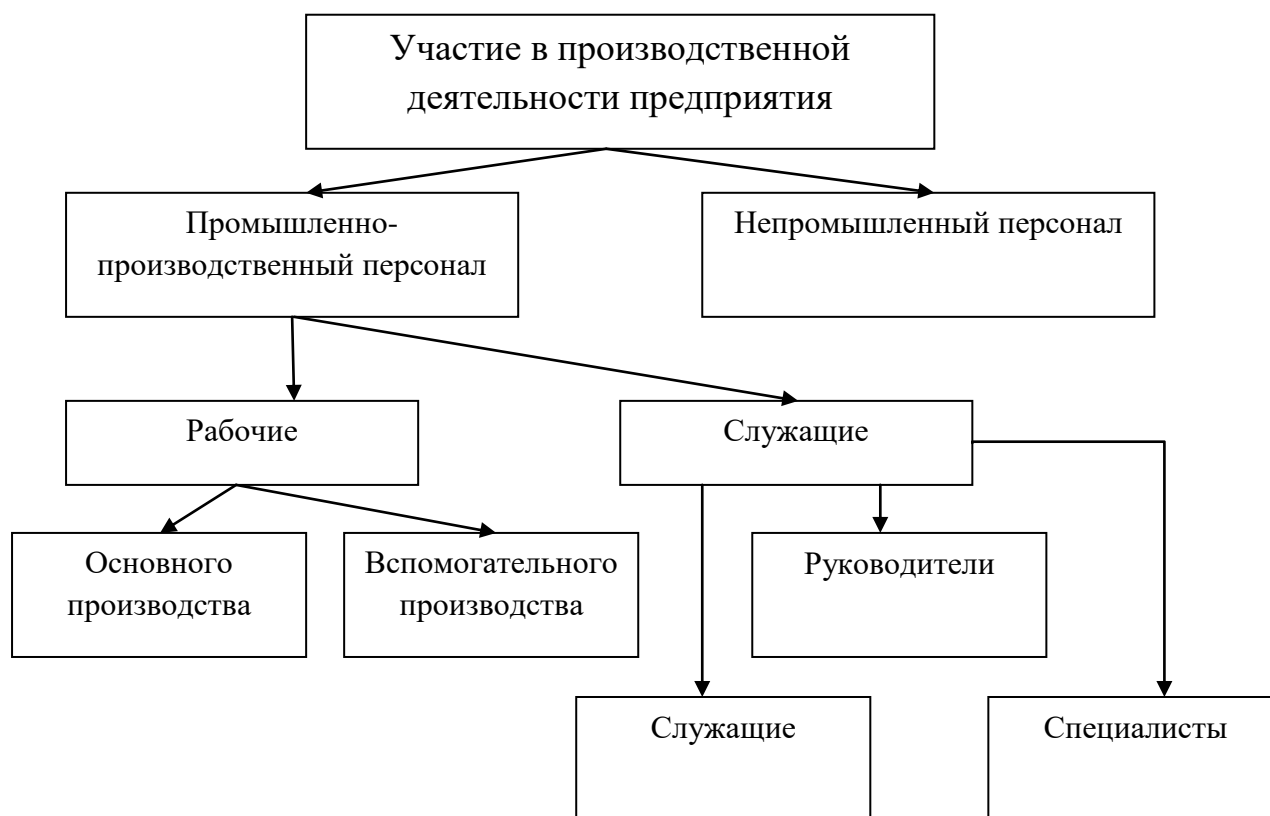 Участие в производственной
деятельности предприятия
Промышленно-
производственный персонал
Непромышленный персонал
Рабочие
Служащие
Основного
производства
Вспомогательного
производства
Руководители
Служащие
Специалисты